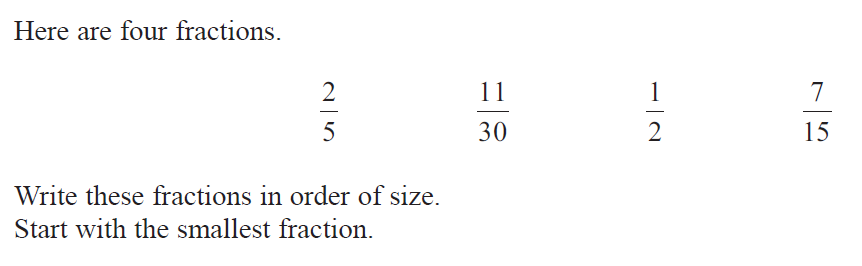 Here are four fractions.
2/5 11/30 1/2 7/15
Write these fractions in order of size.
Start with the smallest fraction.